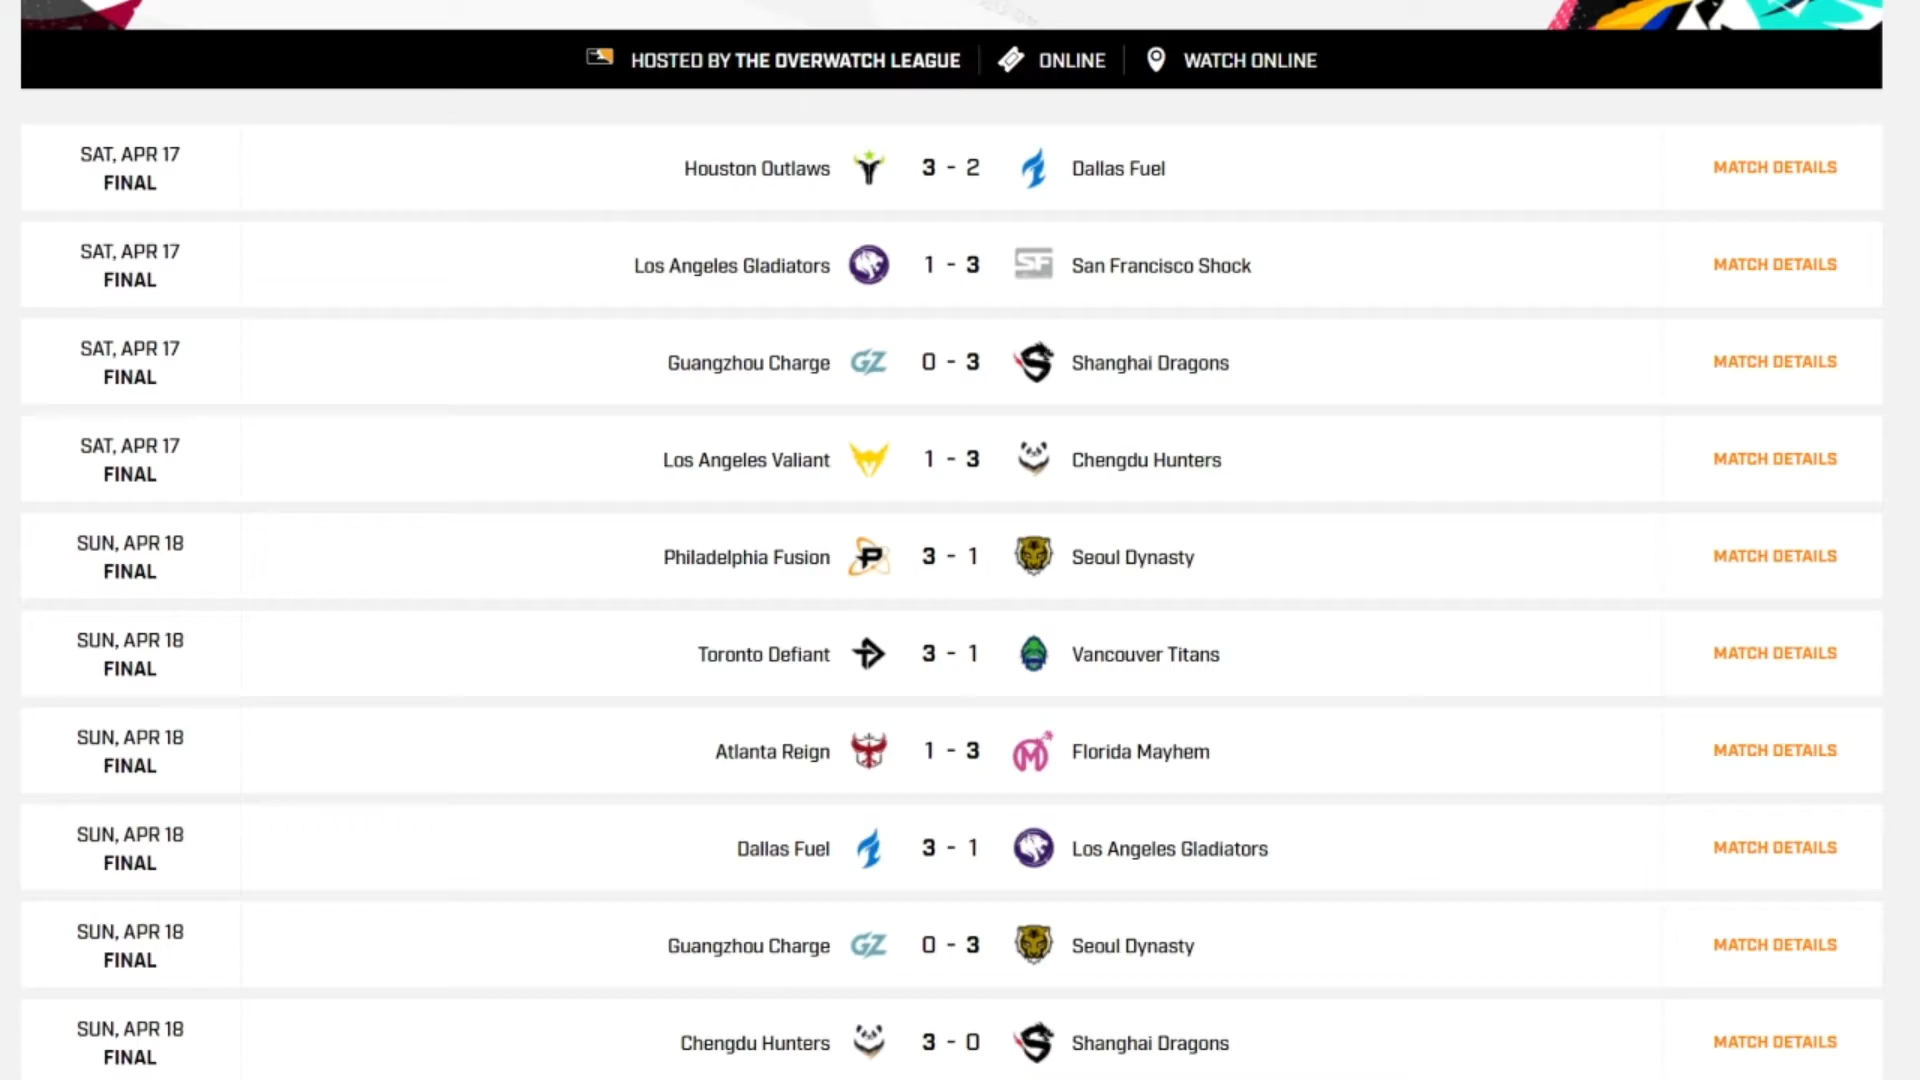 HOSTED BY THE OVERWATCH LEAGUE ONLINE WATCH ONLINE
SAT, APR 17
FINAL
Houston Outlaws 3 - 2 Dallas Fuel MATCH DETAILS
SAT, APR 17
FINAL
Los Angeles Gladiators 1 - 3 SF San Francisco Shock MATCH DETAILS
SAT, APR 17
FINAL
Guangzhou Charge GZ 0 - 3 S Shanghai Dragons MATCH DETAILS
SAT, APR 17
FINAL
Los Angeles Valiant 1 - 3 Chengdu Hunters MATCH DETAILS
SUN, APR 18
FINAL
Philadelphia Fusion P 3 - 1 Seoul Dynasty MATCH DETAILS
SUN, APR 18
FINAL
Toronto Defiant 3 - 1 Vancouver Titans MATCH DETAILS
SUN, APR 18
FINAL
Atlanta Reign 1 - 3 M Florida Mayhem MATCH DETAILS
SUN, APR 18
FINAL
Dallas Fuel 3 - 1 Los Angeles Gladiators MATCH DETAILS
SUN, APR 18
FINAL
Guangzhou Charge GZ 0 - 3 Seoul Dynasty MATCH DETAILS
SUN, APR 18
FINAL
Chengdu Hunters 3 - 0 S Shanghai Dragons MATCH DETAILS